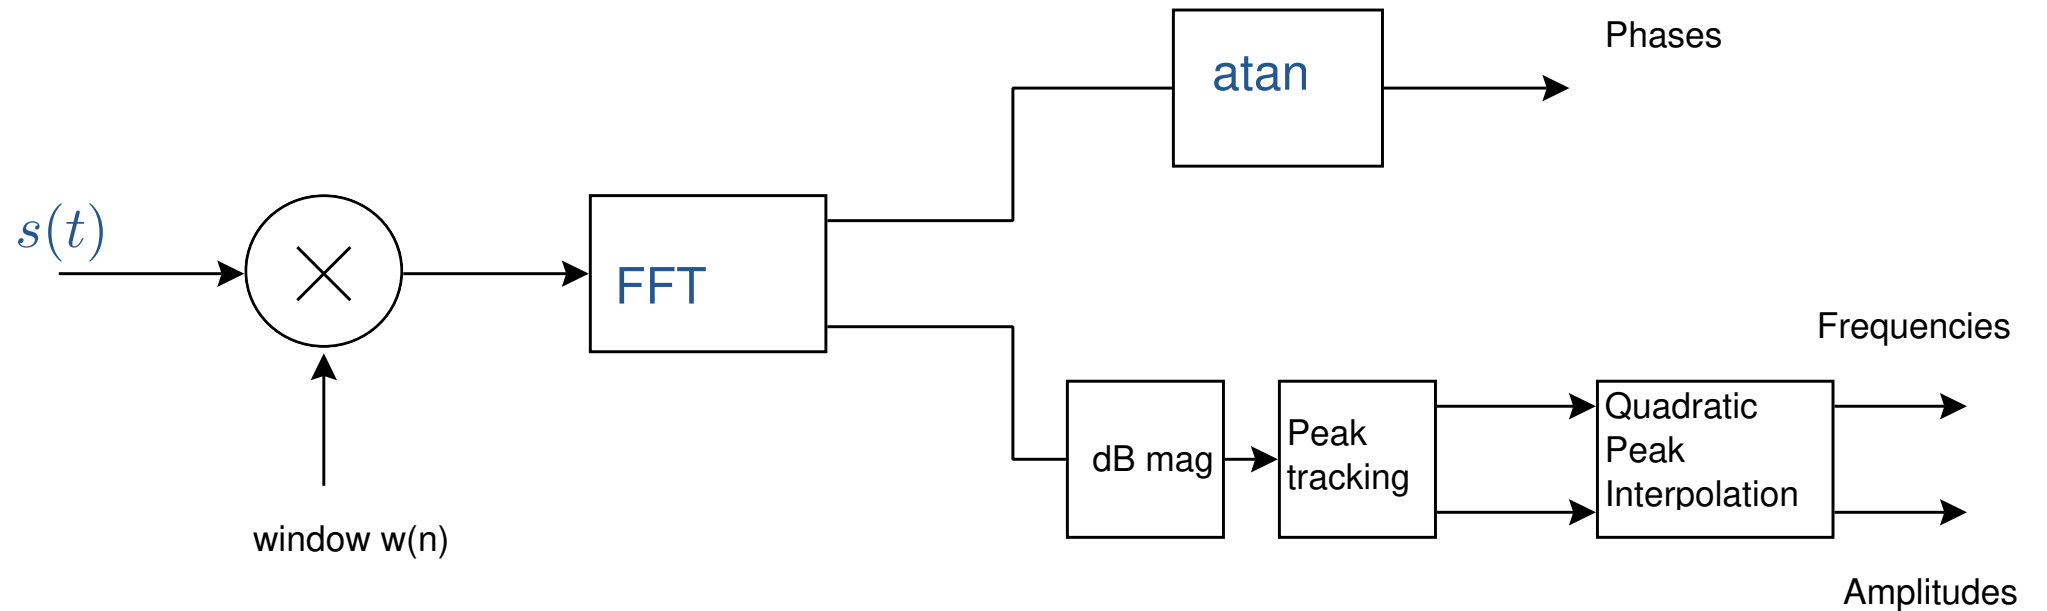 Phases
atan
s(t)
FFT
Frequencies
Quadratic
Peak
Interpolation
Peak
tracking
dB mag
window w(n)
Amplitudes